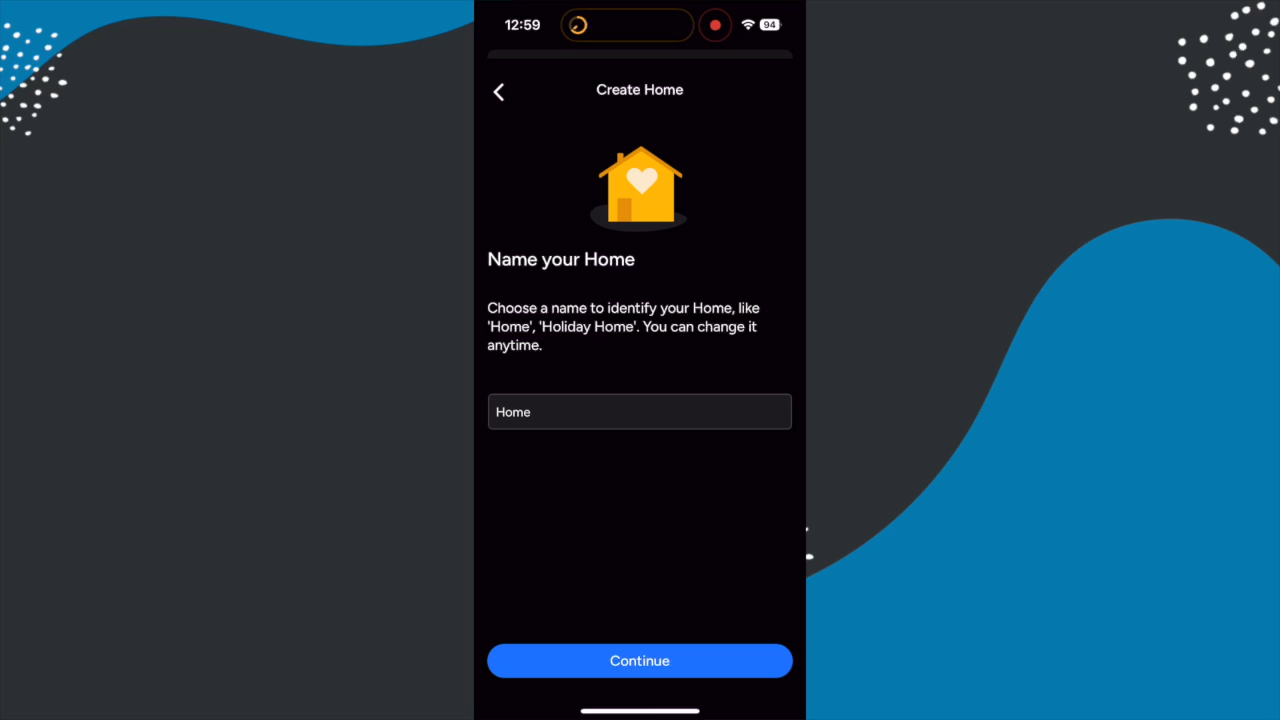 12:59
94
Create Home
Name your Home
Choose a name to identify your Home, like
'Home', 'Holiday Home'. You can change it
anytime.
Home
Continue